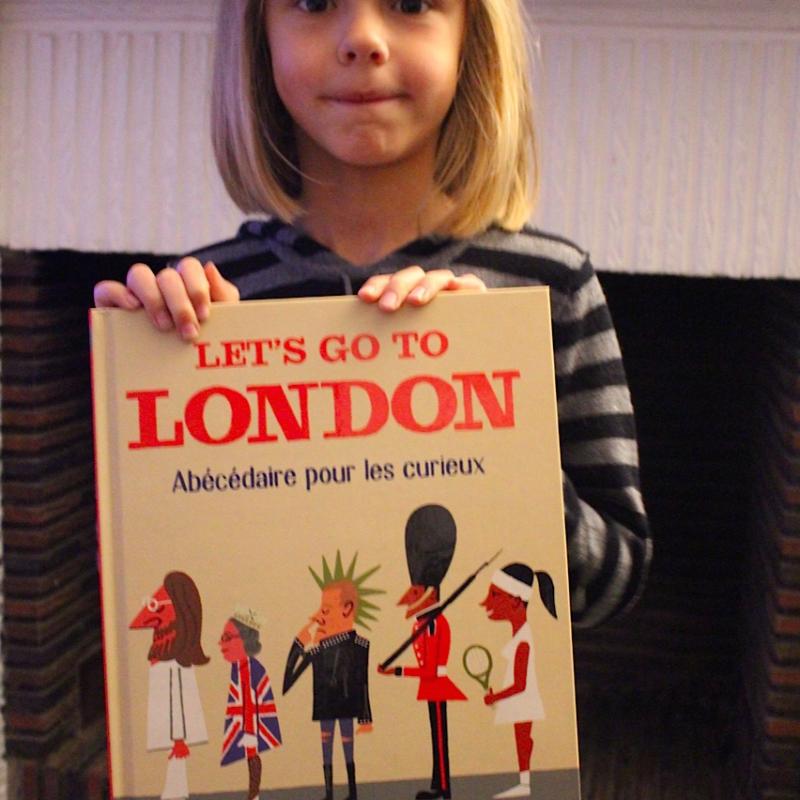 LET'S GO TO
LONDON
Abécédaire pour les curieux